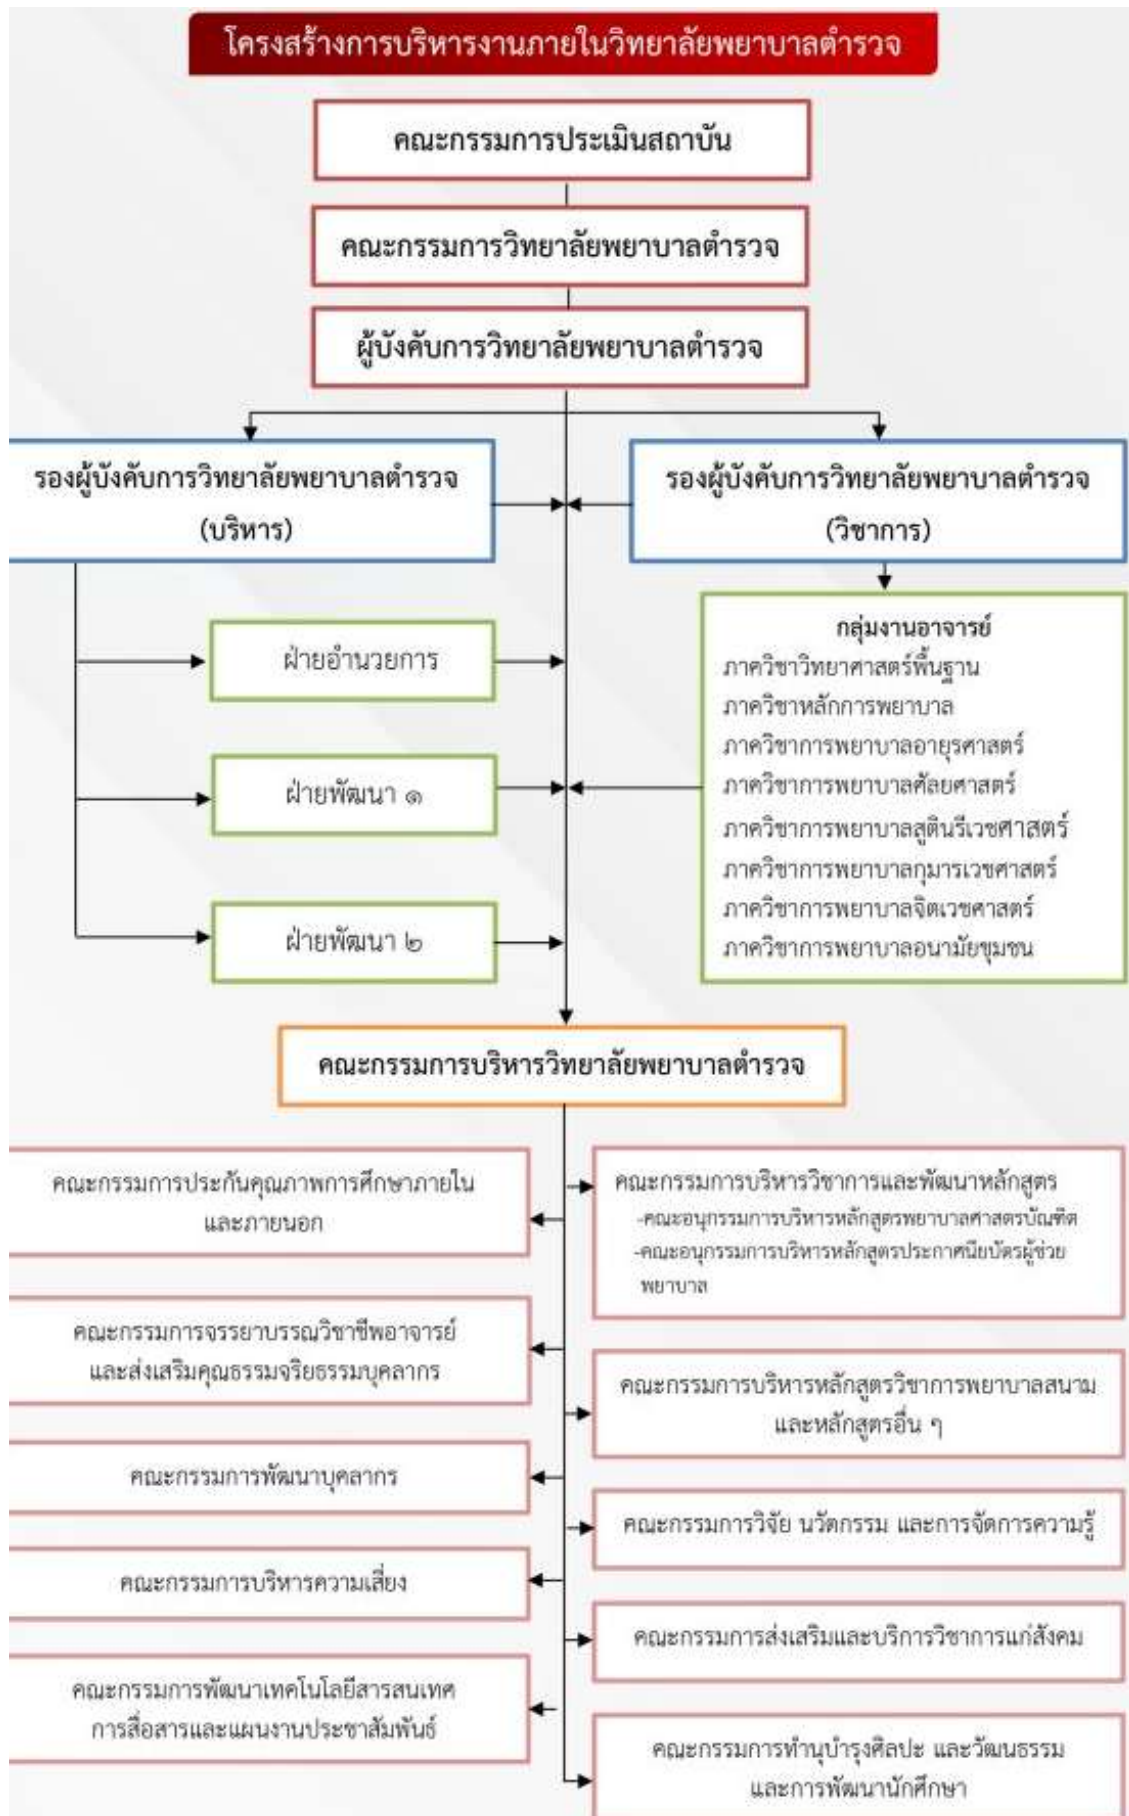 โครงสร้างการบริหารงานภายในวิทยาลัยพยาบาลตำรวจ
คณะกรรมการประเมินสถาบัน
คณะกรรมการวิทยาลัยพยาบาลตำรวจ
ผู้บังคับการวิทยาลัยพยาบาลตำรวจ
รองผู้บังคับการวิทยาลัยพยาบาลตำรวจ
(บริหาร)
รองผู้บังคับการวิทยาลัยพยาบาลตำรวจ
(วิชาการ)
ฝ่ายอำนวยการ
ฝ่ายพัฒนา ๑
ฝ่ายพัฒนา ๒
กลุ่มงานอาจารย์
ภาควิชาวิทยาศาสตร์พื้นฐาน
ภาควิชาหลักการพยาบาล
ภาควิชาการพยาบาลอายุรศาสตร์
ภาควิชาการพยาบาลศัลยศาสตร์
ภาควิชาการพยาบาลสูตินรีเวชศาสตร์
ภาควิชาการพยาบาลกุมารเวชศาสตร์
ภาควิชาการพยาบาลจิตเวชศาสตร์
ภาควิชาการพยาบาลอนามัยชุมชน
คณะกรรมการบริหารวิทยาลัยพยาบาลตำรวจ
คณะกรรมการประกันคุณภาพการศึกษาภายใน
และภายนอก
คณะกรรมการจรรยาบรรณวิชาชีพอาจารย์
และส่งเสริมคุณธรรมจริยธรรมบุคลากร
คณะกรรมการพัฒนาบุคลากร
คณะกรรมการบริหารความเสี่ยง
คณะกรรมการพัฒนาเทคโนโลยีสารสนเทศ
การสื่อสารและแผนงานประชาสัมพันธ์
คณะกรรมการบริหารวิชาการและพัฒนาหลักสูตร
-คณะอนุกรรมการบริหารหลักสูตรพยาบาลศาสตรบัณฑิต
-คณะอนุกรรมการบริหารหลักสูตรประกาศนียบัตรผู้ช่วย
พยาบาล
คณะกรรมการบริหารหลักสูตรวิชาการพยาบาลสนาม
และหลักสูตรอื่น ๆ
คณะกรรมการวิจัย นวัตกรรม และการจัดการความรู้
คณะกรรมการส่งเสริมและบริการวิชาการแก่สังคม
คณะกรรมการทำนุบำรุงศิลปะ และวัฒนธรรม
และการพัฒนานักศึกษา